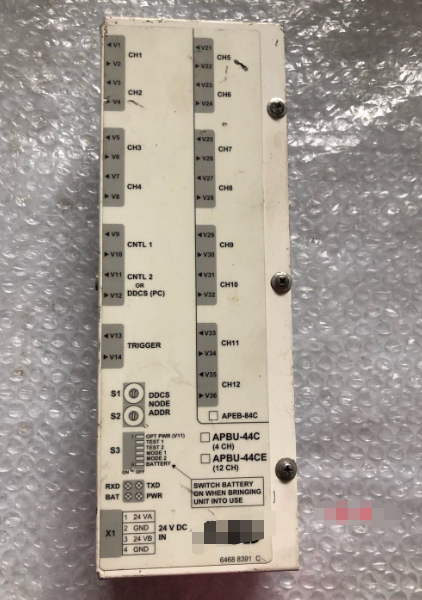 V1
CH1
V2
V3
CH2
V4
V5
CH3
V6
V7
CH4
V8
V9
CNTL 1
V10
V11
CNTL 2
OR
DDCS (PC)
V12
V13
TRIGGER
V14
S1
DDCS
NODE
ADDR
S2
S3
OPT PWR (V11)
TEST 1
TEST 2
MODE 1
MODE 2
BATTERY
ON OFF
RXD TXD
BAT PWR
X1
1 24 VA
2 GND
3 24 VB
4 GND
24 V DC
IN
V21
CH5
V22
V23
CH6
V24
V25
CH7
V26
V27
CH8
V28
V29
CH9
V30
V31
CH10
V32
V33
CH11
V34
V35
CH12
V36
APEB-84C
APBU-44C
(4 CH)
APBU-44CE
(12 CH)
SWITCH BATTERY
ON WHEN BRINGING
UNIT INTO USE
6468 8391 C